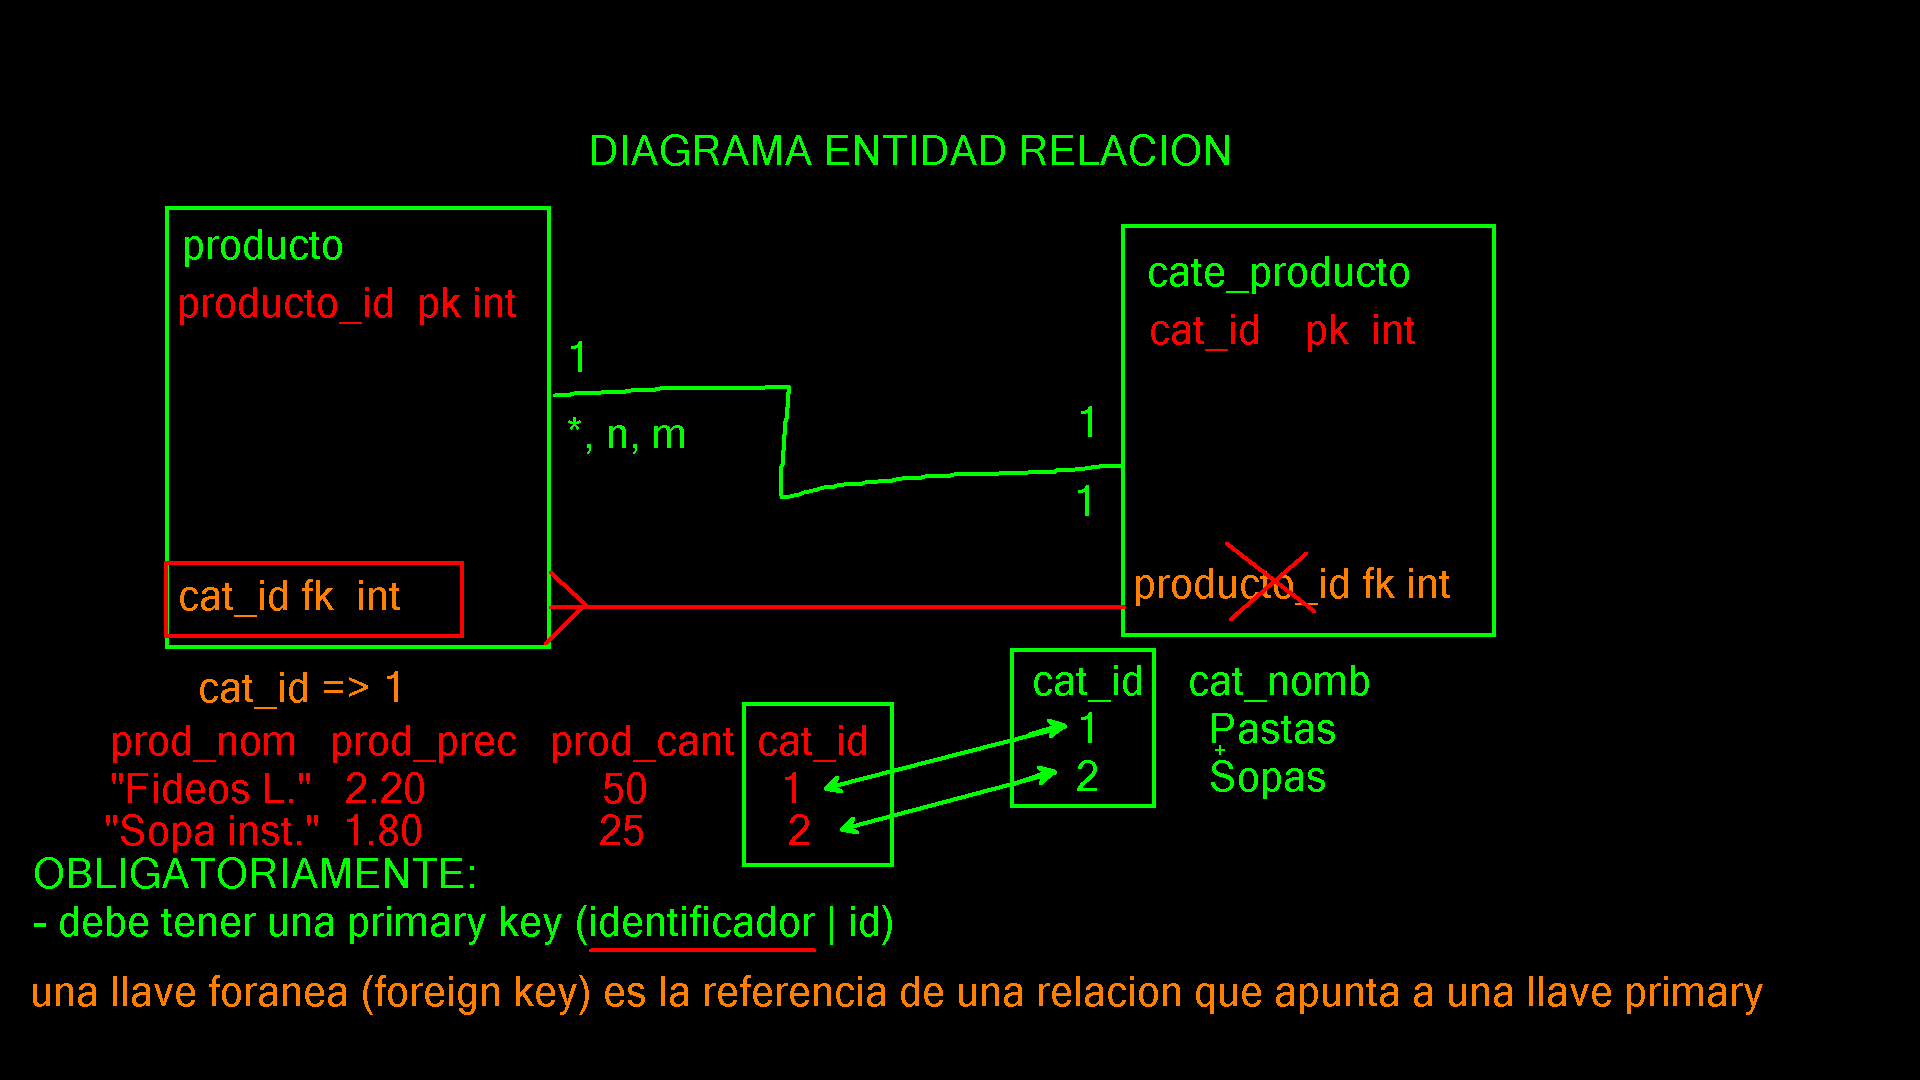 DIAGRAMA ENTIDAD RELACION
producto
producto_id pk int
cat_id fk int
1
*, n, m
1
1
cate_producto
cat_id pk int
producto_id fk int
cat_id => 1
prod_nom prod_prec prod_cant cat_id
"Fideos L." 2.20 50 1
"Sopa inst." 1.80 25 2
cat_id cat_nomb
1 Pastas
2 Sopas
OBLIGATORIAMENTE:
- debe tener una primary key (identificador | id)
una llave foranea (foreign key) es la referencia de una relacion que apunta a una llave primary